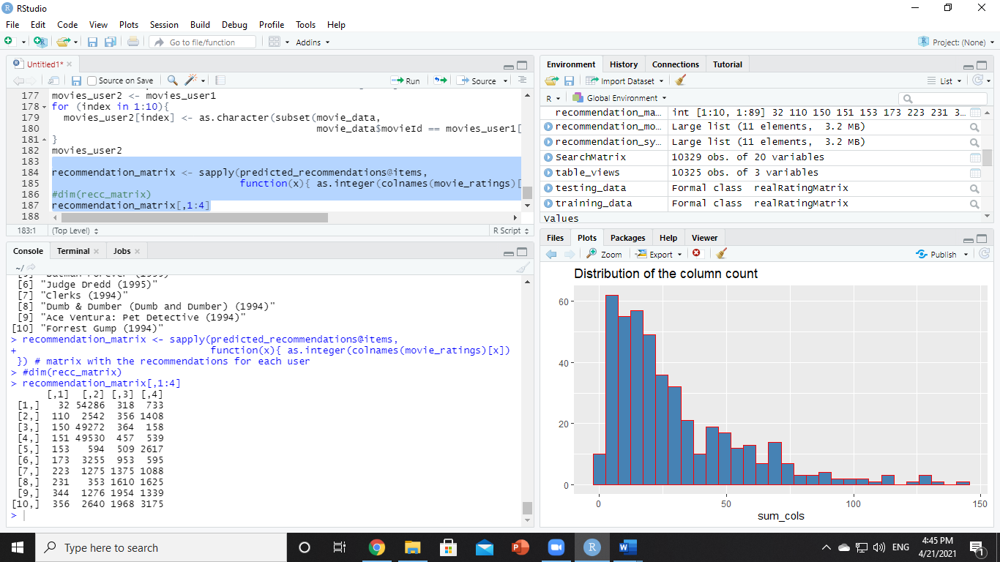 RStudio
File Edit Code View Plots Session Build Debug Profile Tools Help
Go to file/function Addins Project: (None)
Untitled1*
Source on Save Run Source
177 movies_user2 <- movies_user1
178 for (index in 1:10){
179 movies_user2[index] <- as.character(subset(movie_data,
180 movie_data$movieId == movies_user1[
181 }
182 movies_user2
183
184 recommendation_matrix <- sapply(predicted_recommendations@items,
185 function(x){ as.integer(colnames(movie_ratings)[
186 #dim(recc_matrix)
187 recommendation_matrix[,1:4]
188
183:1 (Top Level) R Script
Console Terminal Jobs
~/
[6] "Judge Dredd (1995)"
[7] "Clerks (1994)"
[8] "Dumb & Dumber (Dumb and Dumber) (1994)"
[9] "Ace Ventura: Pet Detective (1994)"
[10] "Forrest Gump (1994)"
> recommendation_matrix <- sapply(predicted_recommendations@items,
+ function(x){ as.integer(colnames(movie_ratings)[x])
}) # matrix with the recommendations for each user
> #dim(recc_matrix)
> recommendation_matrix[,1:4]
[,1] [,2] [,3] [,4]
[1,] 32 54286 318 733
[2,] 110 2542 356 1408
[3,] 150 49272 364 158
[4,] 151 49530 457 539
[5,] 153 594 509 2617
[6,] 173 3255 953 595
[7,] 223 1275 1375 1088
[8,] 231 353 1610 1625
[9,] 344 1276 1954 1339
[10,] 356 2640 1968 3175
>
Environment History Connections Tutorial
Import Dataset List
R Global Environment
recommendation_ma… int [1:10, 1:89] 32 110 150 151 153 173 223 231 3…
recommendation_mo… Large list (11 elements, 3.2 MB)
recommendation_sy… Large list (11 elements, 3.2 MB)
SearchMatrix 10329 obs. of 20 variables
table_views 10325 obs. of 3 variables
testing_data Formal class realRatingMatrix
training_data Formal class realRatingMatrix
Values
Files Plots Packages Help Viewer
Zoom Export Publish
Distribution of the column count
60
40
20
0
0 50 100 150
sum_cols
Type here to search
ENG
4:45 PM
4/21/2021
1